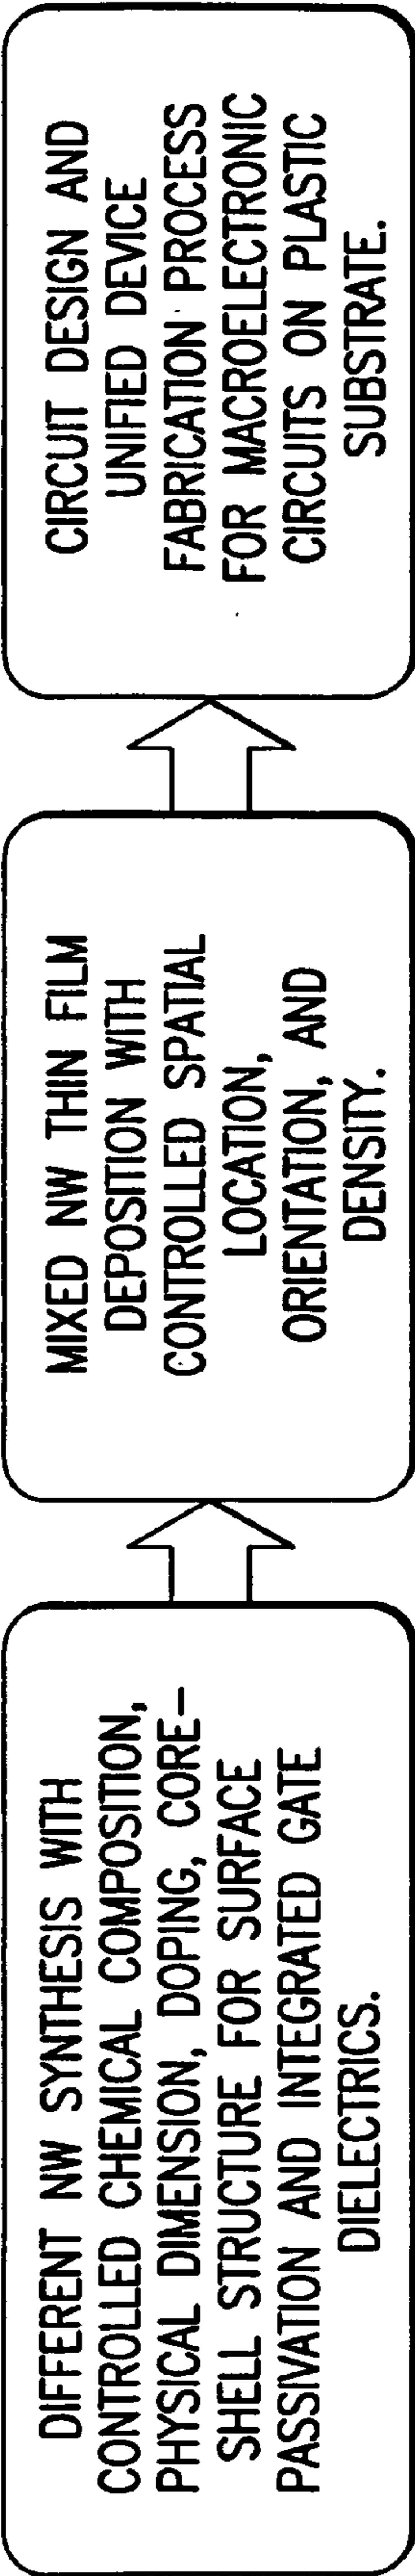 DIFFERENT NW SYNTHESIS WITH
CONTROLLED CHEMICAL COMPOSITION,
PHYSICAL DIMENSION, DOPING, CORE–
SHELL STRUCTURE FOR SURFACE
PASSIVATION AND INTEGRATED GATE
DIELECTRICS.
MIXED NW THIN FILM
DEPOSITION WITH
CONTROLLED SPATIAL
LOCATION,
ORIENTATION, AND
DENSITY.
CIRCUIT DESIGN AND
UNIFIED DEVICE
FABRICATION PROCESS
FOR MACROELECTRONIC
CIRCUITS ON PLASTIC
SUBSTRATE.